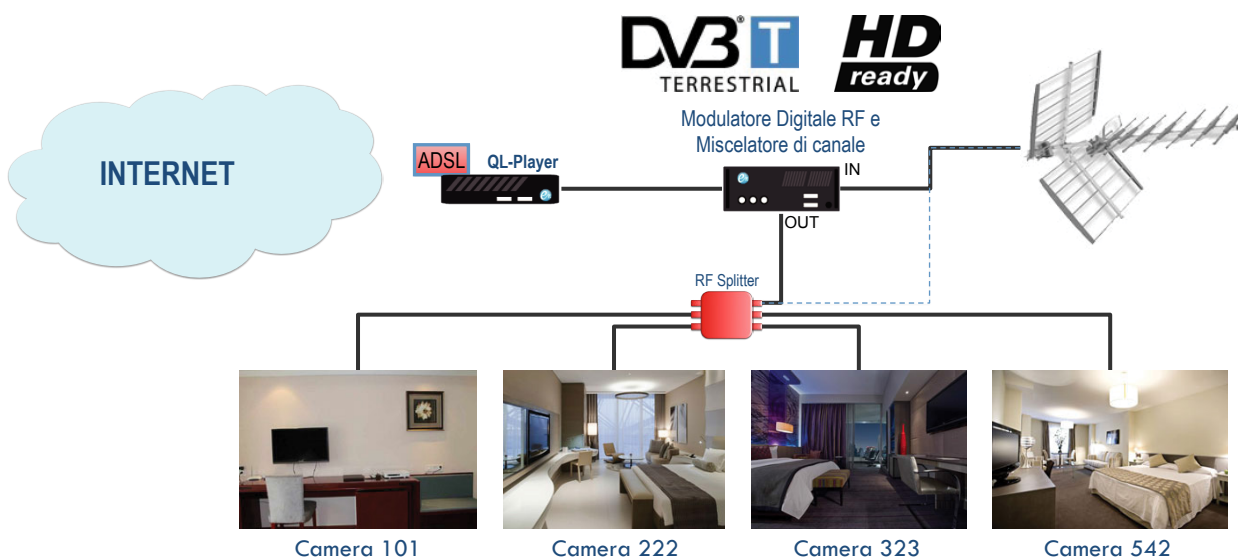 DVB® T
TERRESTRIAL
HD
ready
Modulatore Digitale RF e
Miscelatore di canale
INTERNET
ADSL
QL-Player
IN
OUT
RF Splitter
Camera 101
Camera 222
Camera 323
Camera 542